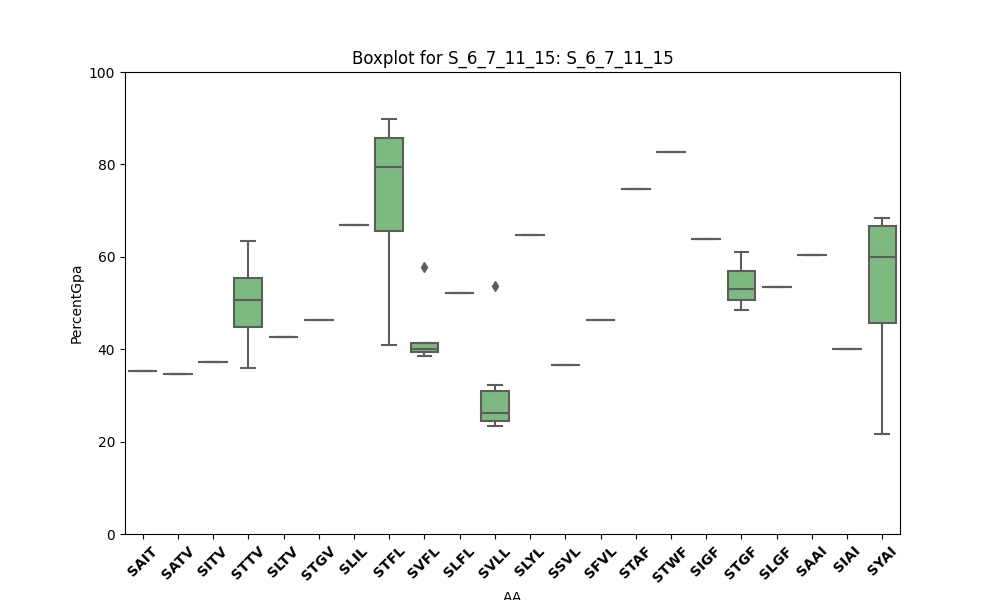 Boxplot for S_6_7_11_15: S_6_7_11_15
100
80
60
40
20
0
PercentGpa
SAIT SATV SITV STTV SLTV STGV SLIL STFL SVFL SLFL SVLL SLYL SSVL SFVL STAF STWF SIGF STGF SLGF SAAI SIAI SYAI
AA